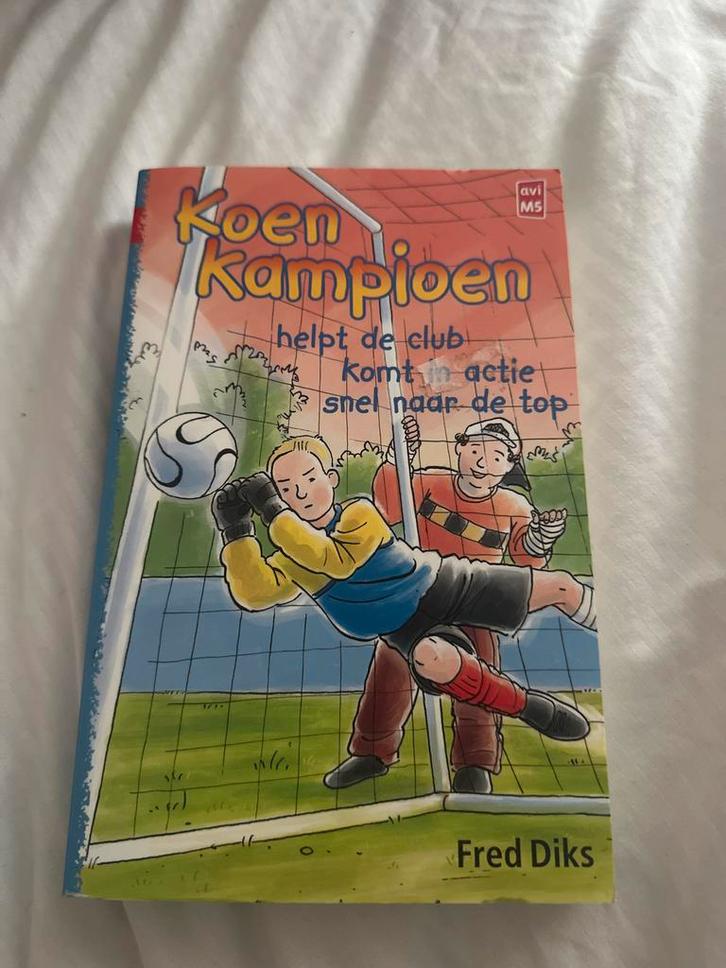 avi
M5
Koen
Kampioen
helpt de club
komt in actie
snel naar de top
Fred Diks